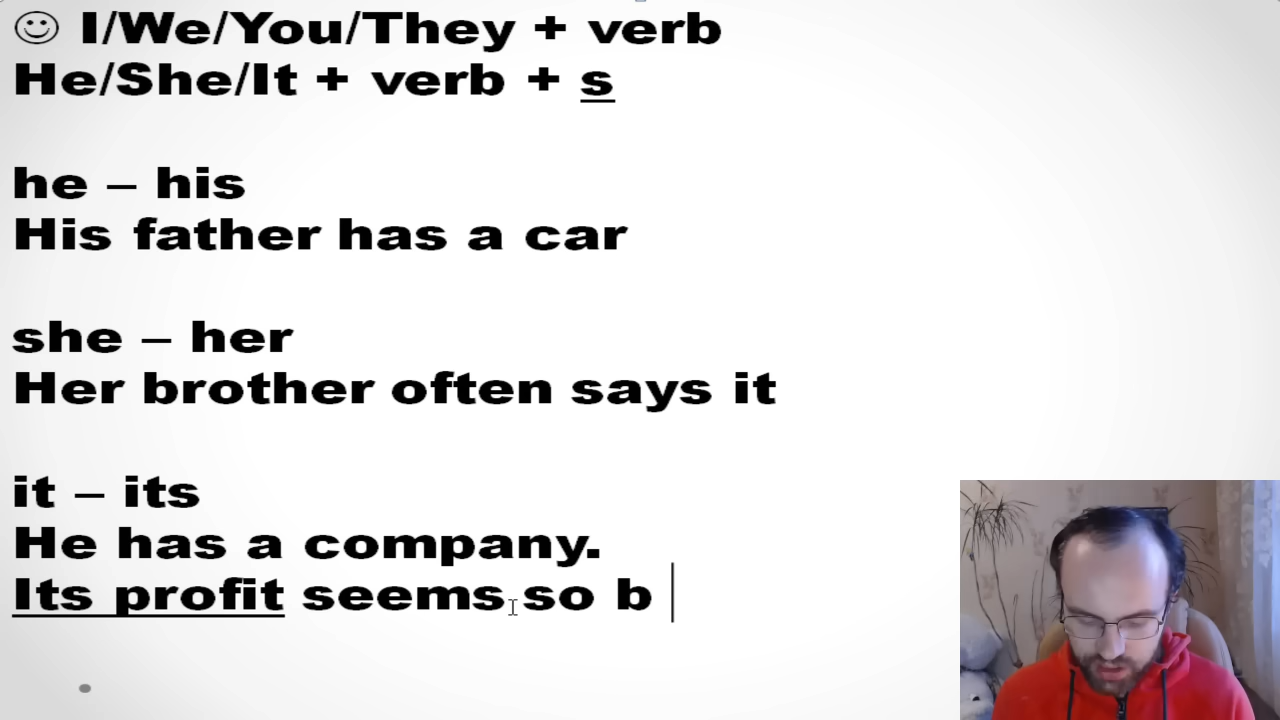 ☺ I/We/You/They + verb
He/She/It + verb + s
he – his
His father has a car
she – her
Her brother often says it
it – its
He has a company.
Its profit seems so b